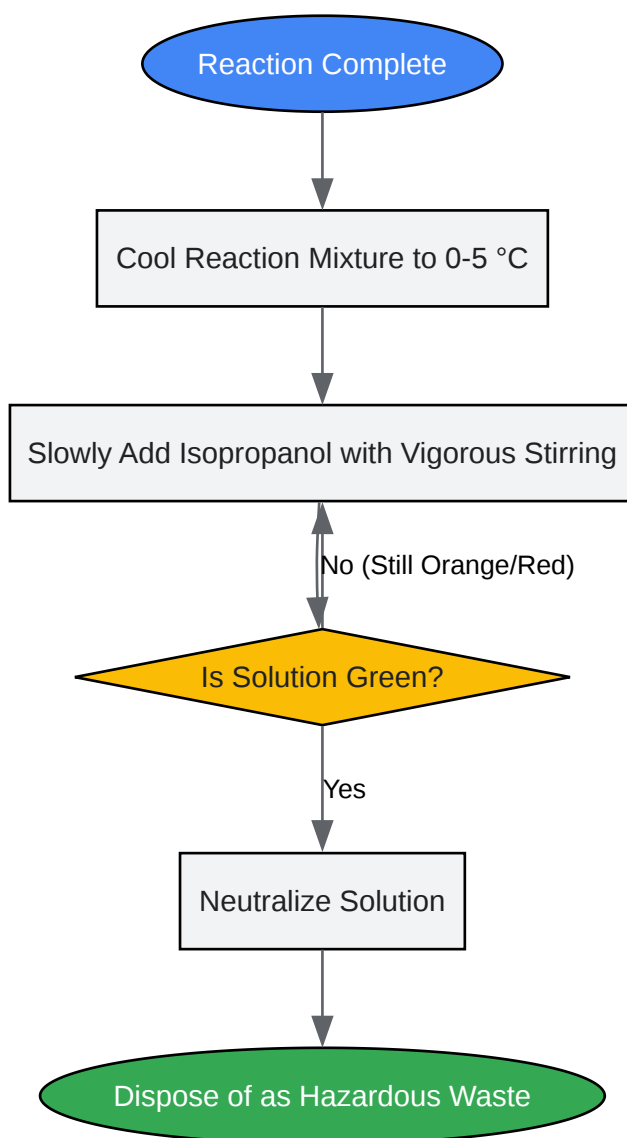 Reaction Complete
Cool Reaction Mixture to 0-5 °C
Slowly Add Isopropanol with Vigorous Stirring
No (Still Orange/Red)
Is Solution Green?
Yes
Neutralize Solution
Dispose of as Hazardous Waste